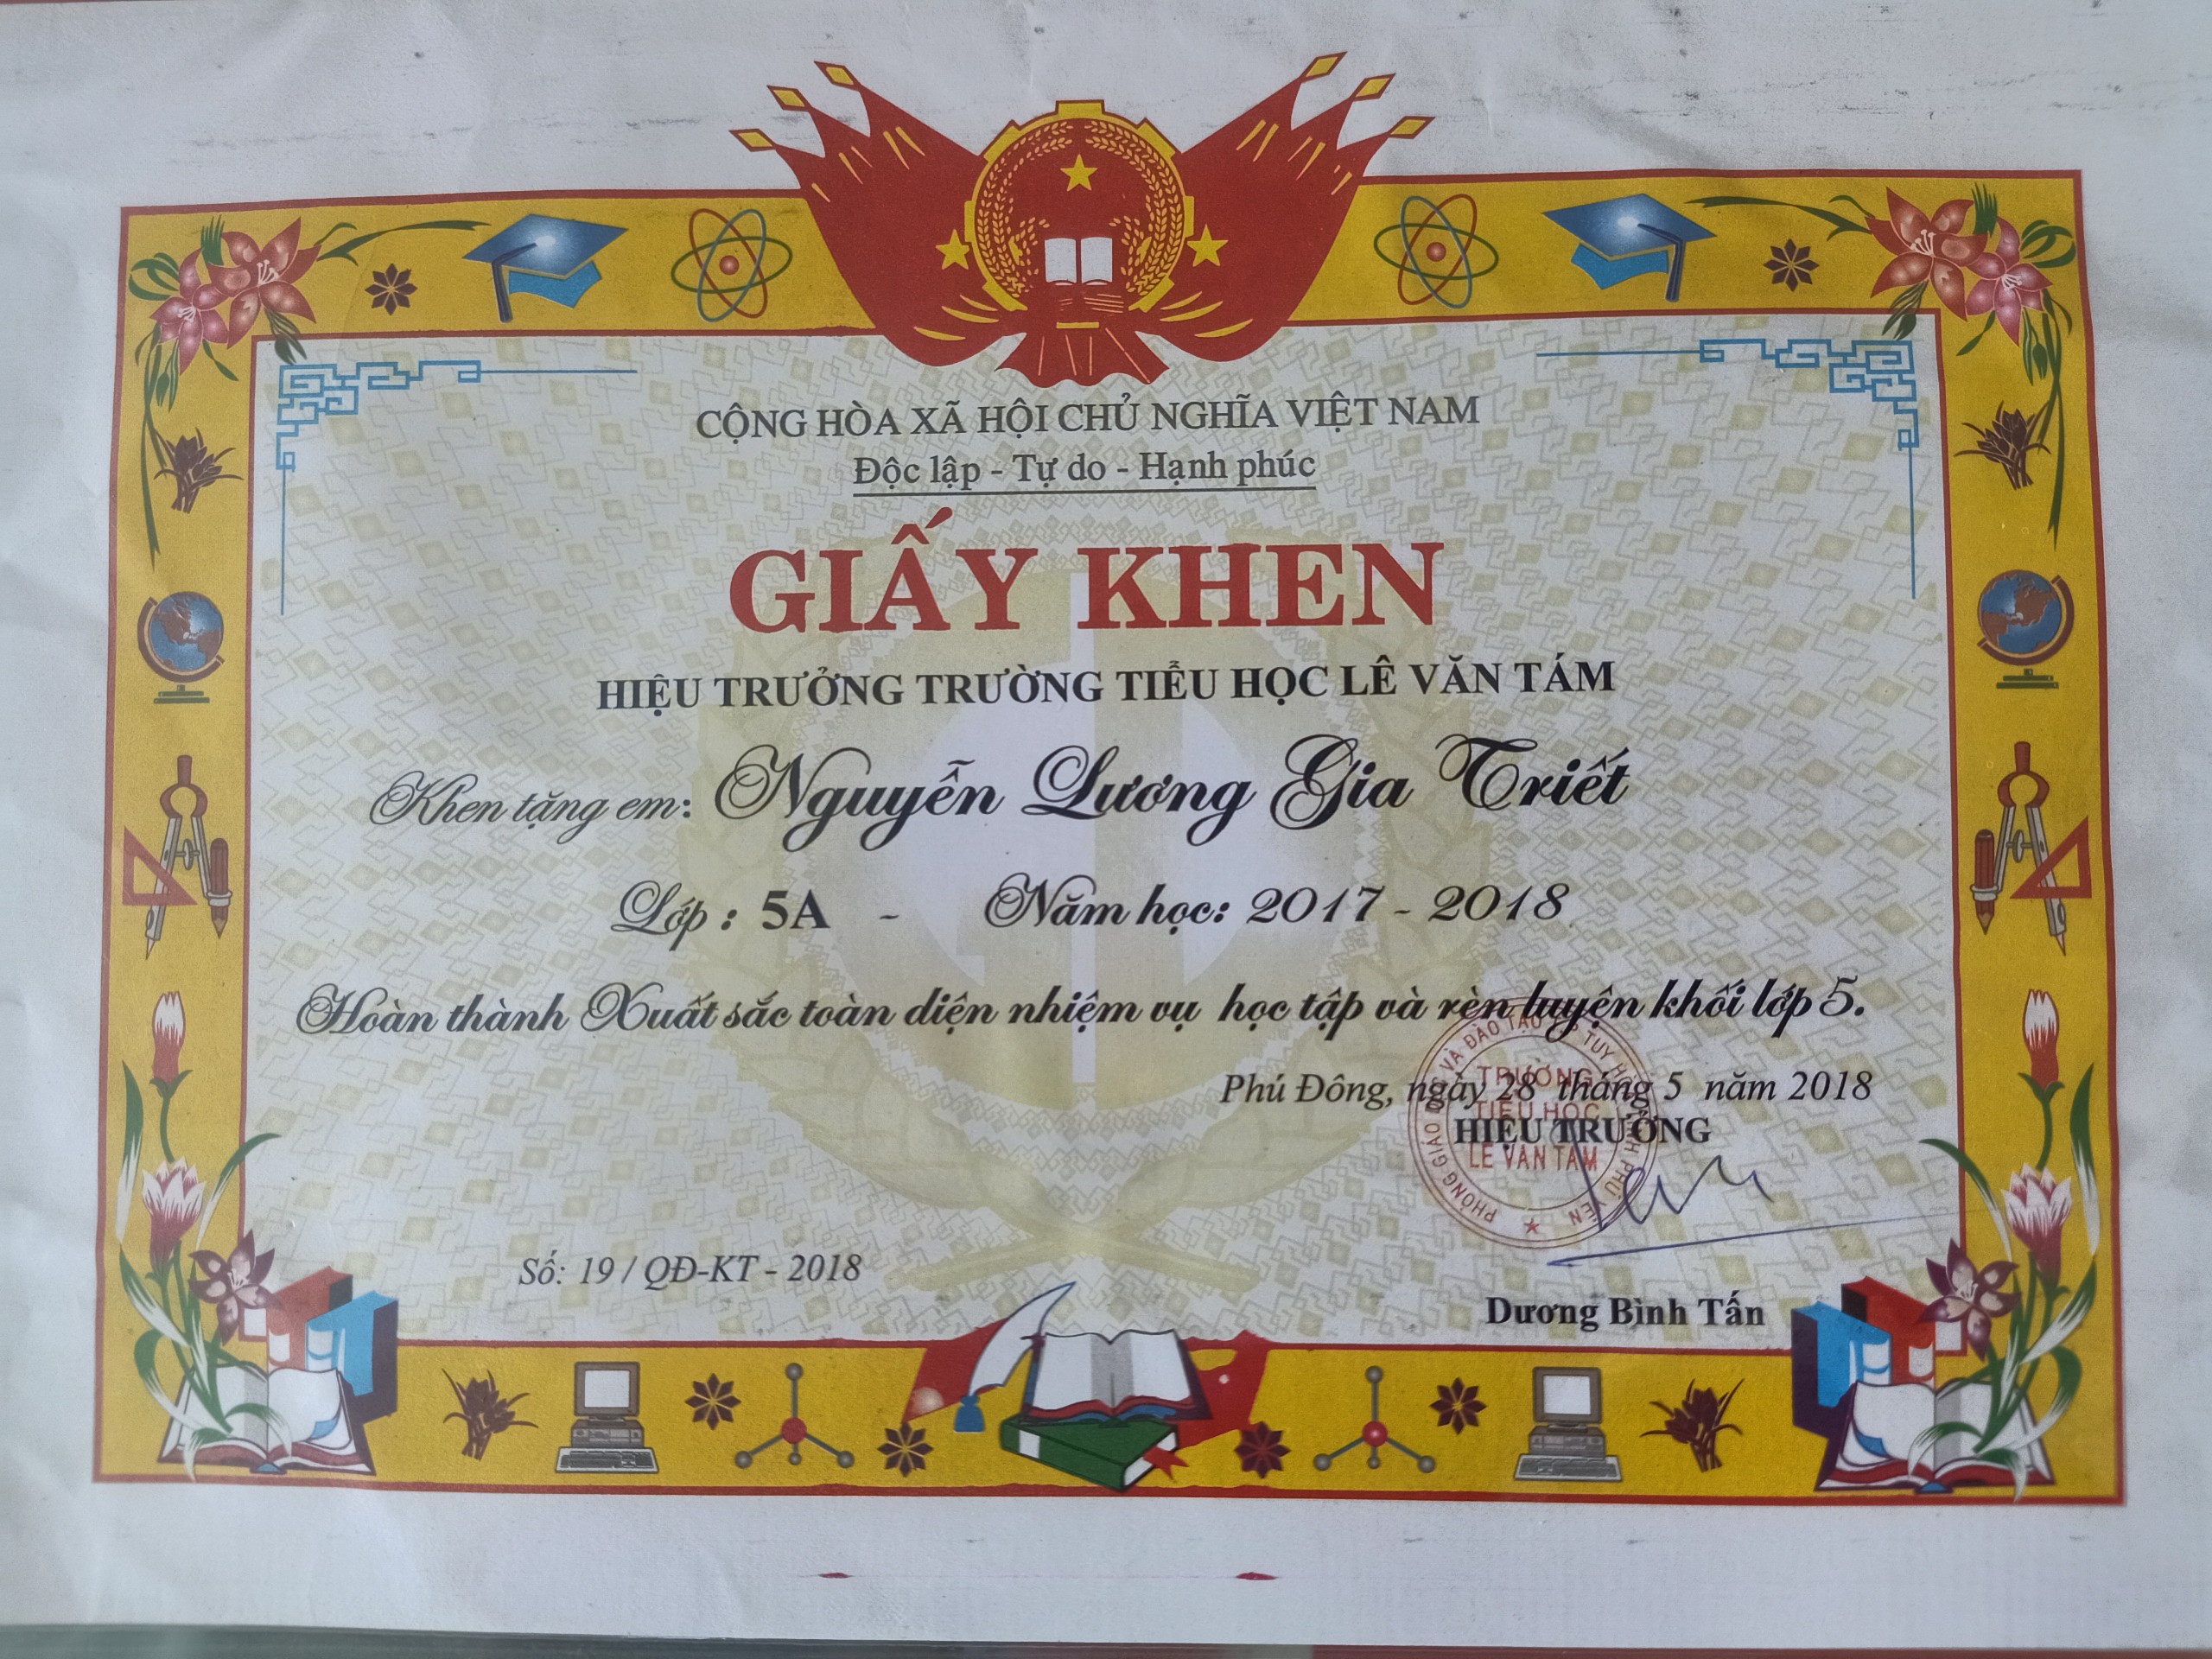 CỘNG HÒA XÃ HỘI CHỦ NGHĨA VIỆT NAM
Độc lập - Tự do - Hạnh phúc
GIẤY KHEN
HIỆU TRƯỞNG TRƯỜNG TIỂU HỌC LÊ VĂN TÁM
Khen tặng em: Nguyễn Lương Gia Triết
Lớp : 5A - Năm học: 2017 - 2018
Hoàn thành Xuất sắc toàn diện nhiệm vụ học tập và rèn luyện khối lớp 5.
Phú Đông, ngày 28 tháng 5 năm 2018
HIỆU TRƯỞNG
PHÒNG GIÁO DỤC VÀ ĐÀO TẠO TP TUY HÒA TỈNH PHÚ YÊN
TRƯỜNG
TIỂU HỌC
LÊ VĂN TÁM
Số: 19 / QĐ-KT - 2018
Dương Bình Tấn